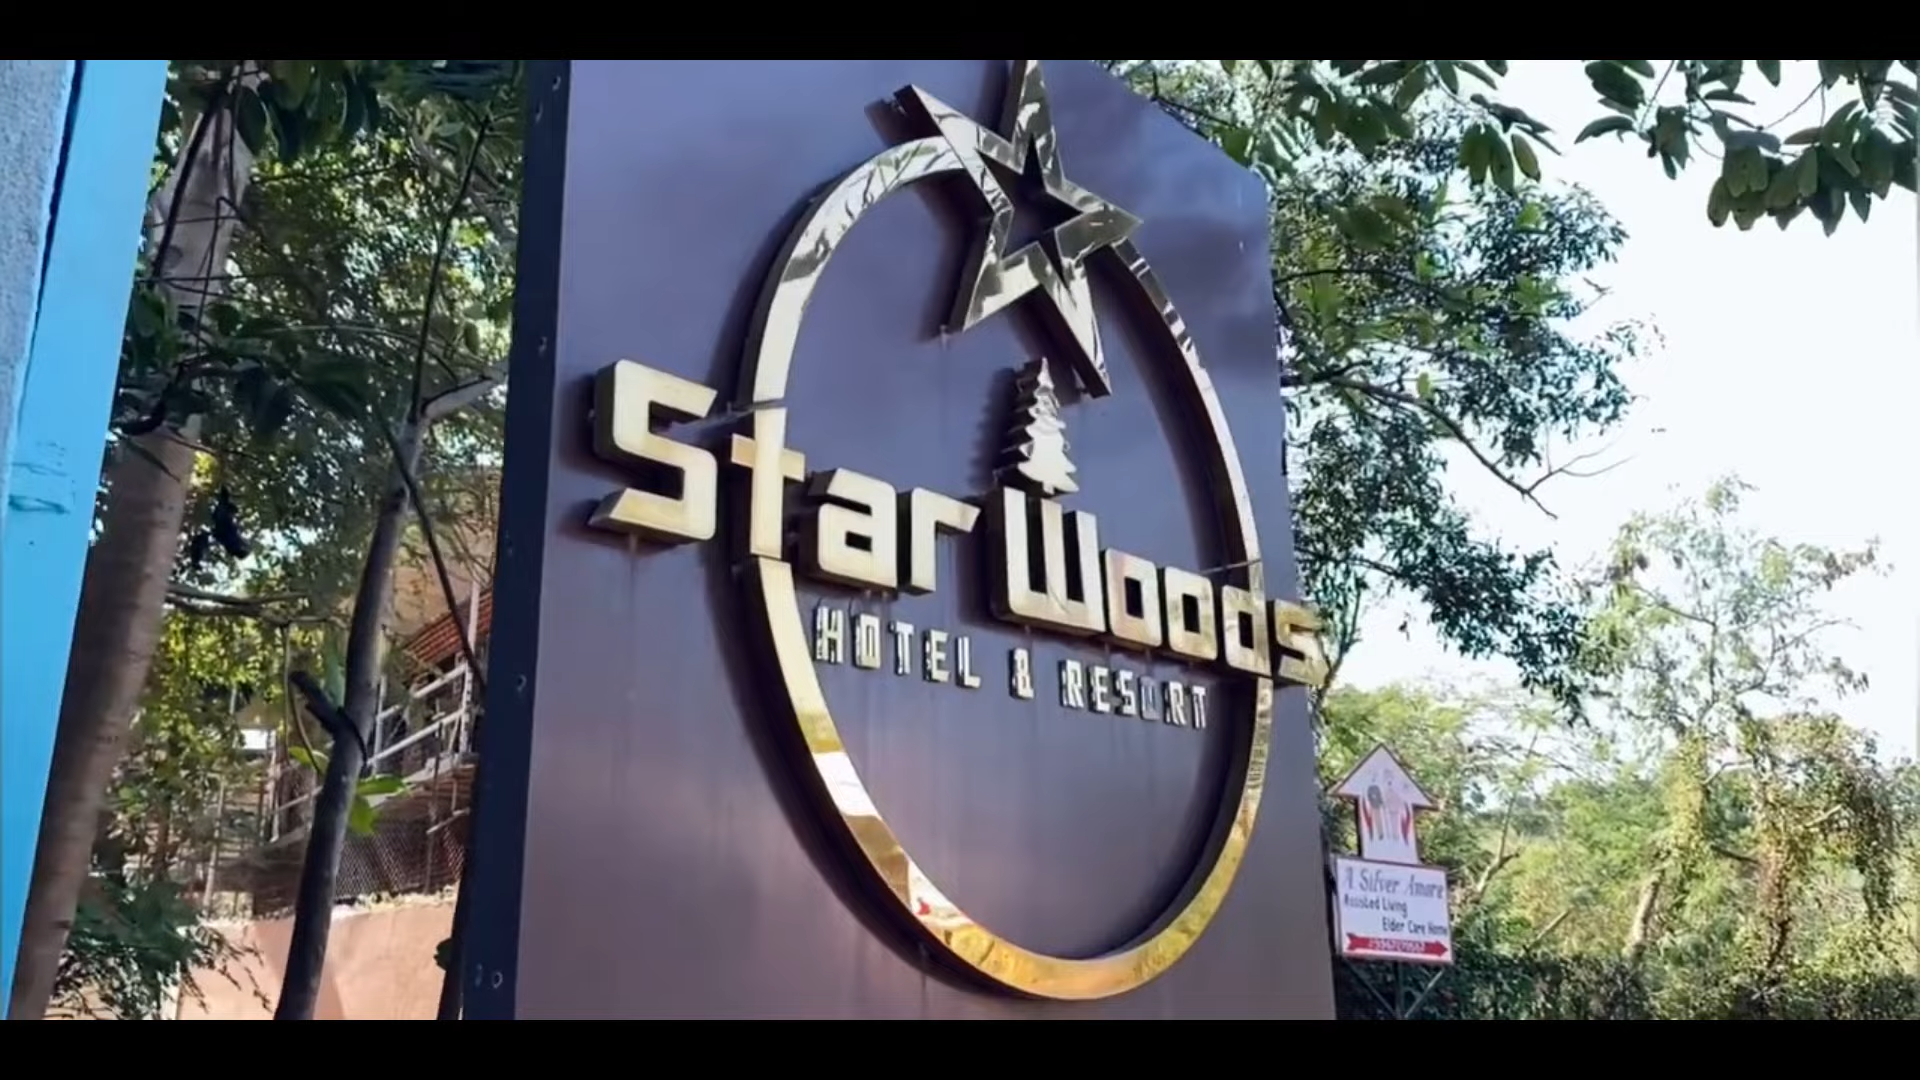 Star Woods
HOTEL & RESORT
A Silver Amore
Assisted Living
Elder Care Home